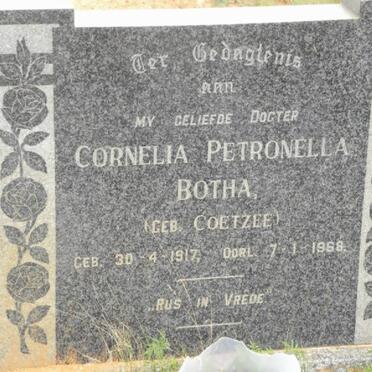 Ter Gedagtenis
aan
MY GELIEFDE DOGTER
CORNELIA PETRONELLA
BOTHA,
(GEB. COETZEE)
GEB. 30-4-1917, OORL. 7-1-1968.
„RUS IN VREDE"